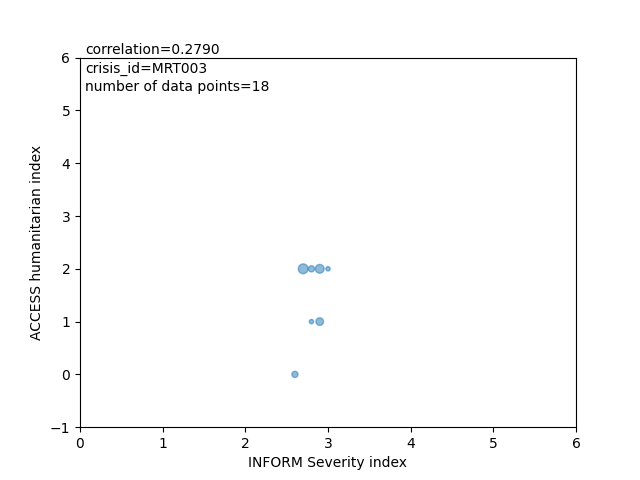 correlation=0.2790
crisis_id=MRT003
number of data points=18
6
5
4
3
2
1
0
−1
ACCESS humanitarian index
0 1 2 3 4 5 6
INFORM Severity index